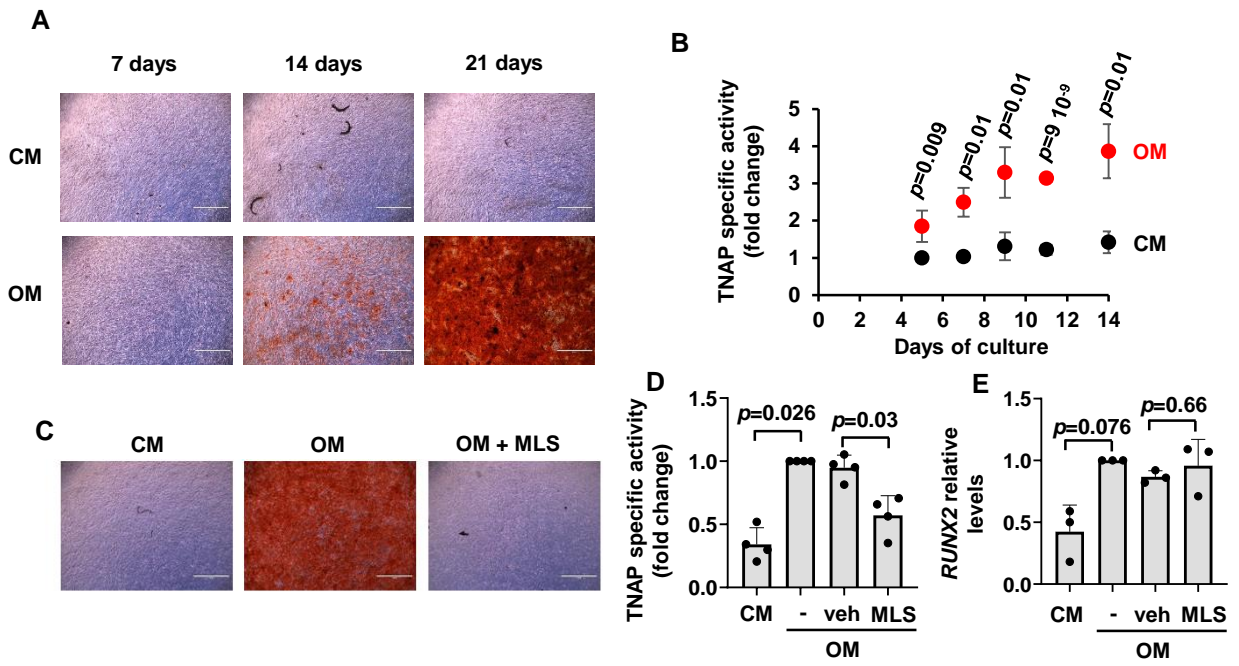 A
7 days 14 days 21 days
CM
OM
B
TNAP specific activity
(fold change)
5
4
3
2
1
0
p=0.009
p=0.01
p=0.01
p=9 10-⁹
p=0.01
OM
CM
0 2 4 6 8 10 12 14
Days of culture
C
CM OM OM + MLS
D
TNAP specific activity
(fold change)
1.5
1.0
0.5
0.0
p=0.026
p=0.03
CM - veh MLS
OM
E
RUNX2 relative
levels
1.5
1.0
0.5
0.0
p=0.076
p=0.66
CM - veh MLS
OM